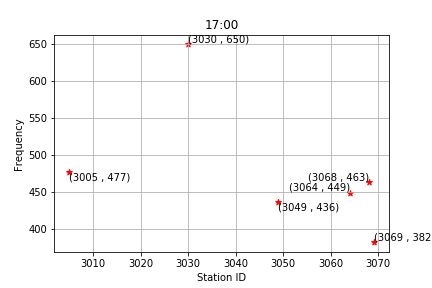 17:00
Frequency
650
600
550
500
450
400
(3030 , 650)
(3005 , 477)
(3068 , 463)
(3064 , 449)
(3049 , 436)
(3069 , 382
3010
3020
3030
3040
3050
3060
3070
Station ID